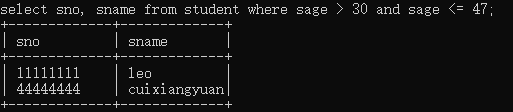 select sno, sname from student where sage > 30 and sage <= 47;
+--------------+--------------+
| sno | sname |
+--------------+--------------+
| 11111111 | leo |
| 44444444 | cuixiangyuan|
+--------------+--------------+